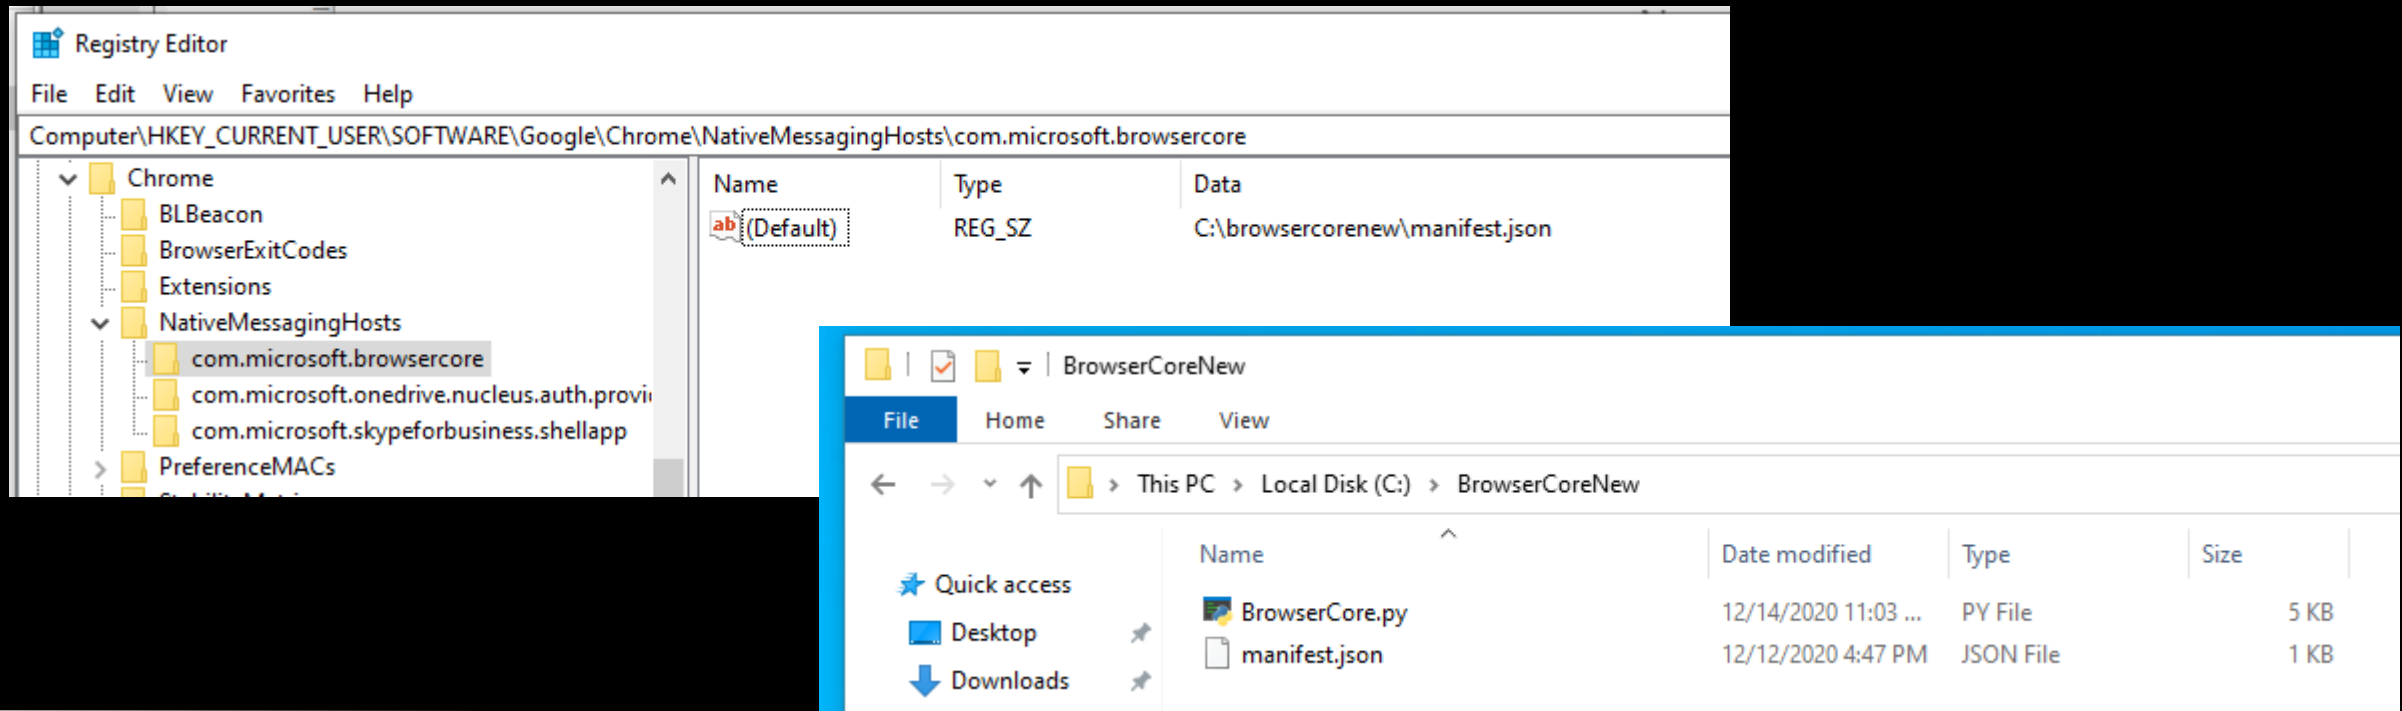 Registry Editor
File Edit View Favorites Help
Computer\HKEY_CURRENT_USER\SOFTWARE\Google\Chrome\NativeMessagingHosts\com.microsoft.browsercore
Chrome
BLBeacon
BrowserExitCodes
Extensions
NativeMessagingHosts
com.microsoft.browsercore
com.microsoft.onedrive.nucleus.auth.provi
com.microsoft.skypeforbusiness.shellapp
PreferenceMACs
Name Type Data
ab (Default) REG_SZ C:\browsercorenew\manifest.json
BrowserCoreNew
File Home Share View
This PC > Local Disk (C:) > BrowserCoreNew
Quick access
Desktop
Downloads
Name Date modified Type Size
BrowserCore.py 12/14/2020 11:03 ... PY File 5 KB
manifest.json 12/12/2020 4:47 PM JSON File 1 KB